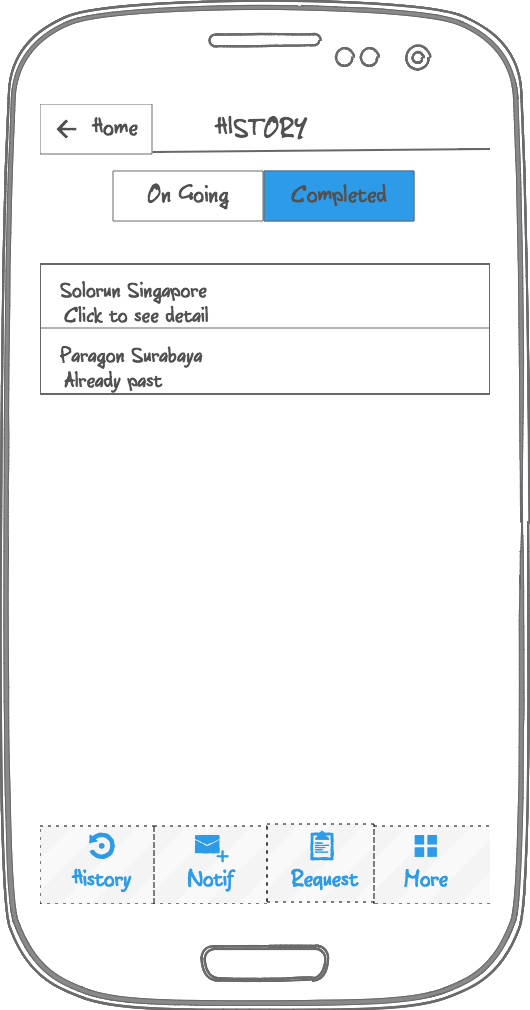 Home
HISTORY
On Going
Completed
Solorun Singapore
Click to see detail
Paragon Surabaya
Already past
History
Notif
Request
More